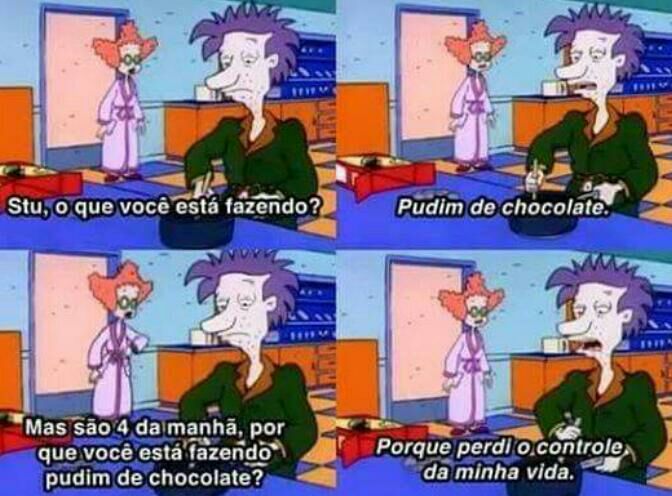 Stu, o que você está fazendo?
Pudim de chocolate.
Mas são 4 da manhã, por
que você está fazendo
pudim de chocolate?
Porque perdi o controle
da minha vida.